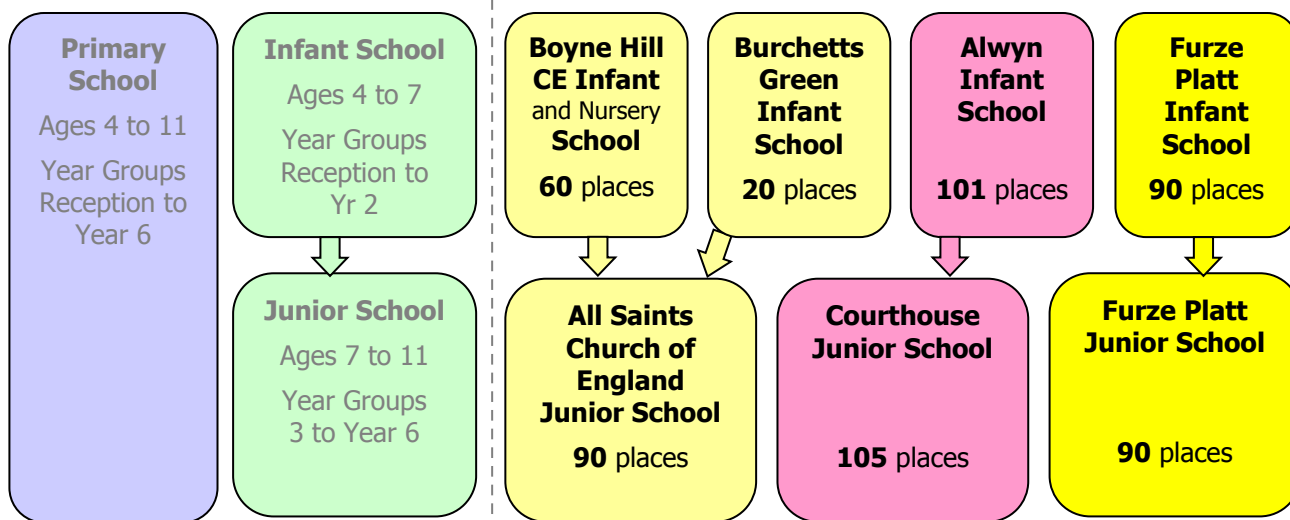 Primary
School
Ages 4 to 11
Year Groups
Reception to
Year 6
Infant School
Ages 4 to 7
Year Groups
Reception to
Yr 2
Junior School
Ages 7 to 11
Year Groups
3 to Year 6
Boyne Hill
CE Infant
and Nursery
School
60 places
Burchetts
Green
Infant
School
20 places
Alwyn
Infant
School
101 places
Furze
Platt
Infant
School
90 places
All Saints
Church of
England
Junior School
90 places
Courthouse
Junior School
105 places
Furze Platt
Junior School
90 places